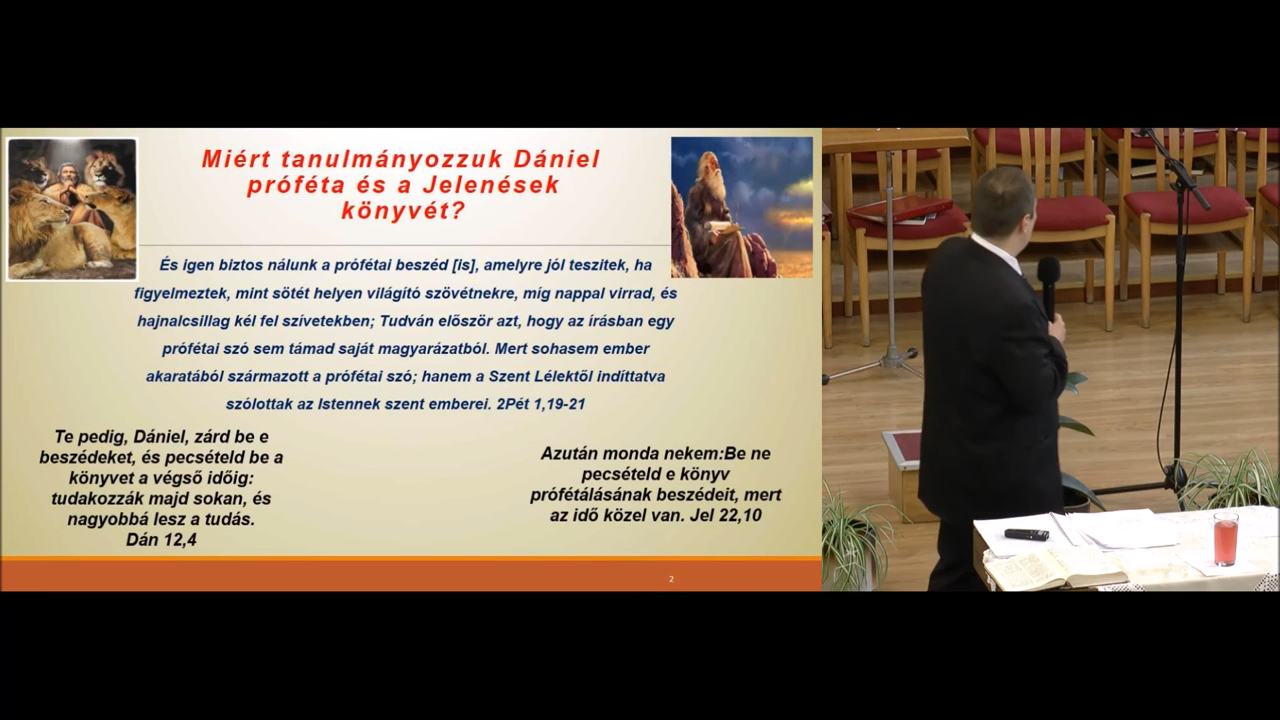 Miért tanulmányozzuk Dániel
próféta és a Jelenések
könyvét?
És igen biztos nálunk a prófétai beszéd [is], amelyre jól teszitek, ha
figyelmeztek, mint sötét helyen világító szövétnekre, míg nappal virrad, és
hajnalcsillag kél fel szívetekben; Tudván először azt, hogy az írásban egy
prófétai szó sem támad saját magyarázatból. Mert sohasem ember
akaratából származott a prófétai szó; hanem a Szent Lélektől indíttatva
szólottak az Istennek szent emberei. 2Pét 1,19-21
Te pedig, Dániel, zárd be e
beszédeket, és pecsételd be a
könyvet a végső időig:
tudakozzák majd sokan, és
nagyobbá lesz a tudás.
Dán 12,4
Azután monda nekem:Be ne
pecsételd e könyv
prófétálásának beszédeit, mert
az idő közel van. Jel 22,10
2